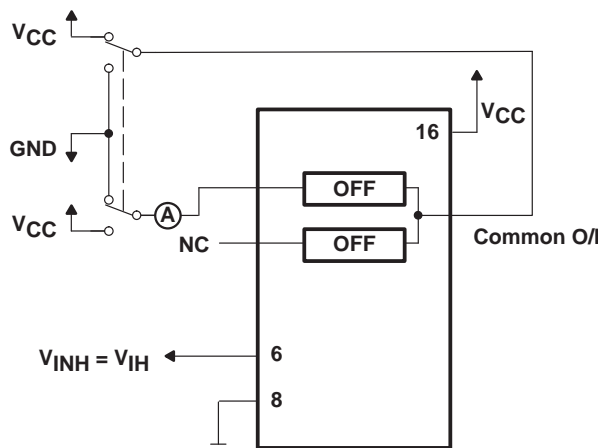 VCC
VCC
16
GND
OFF
VCC
A
NC
OFF
Common O/I
VINH = VIH
6
8